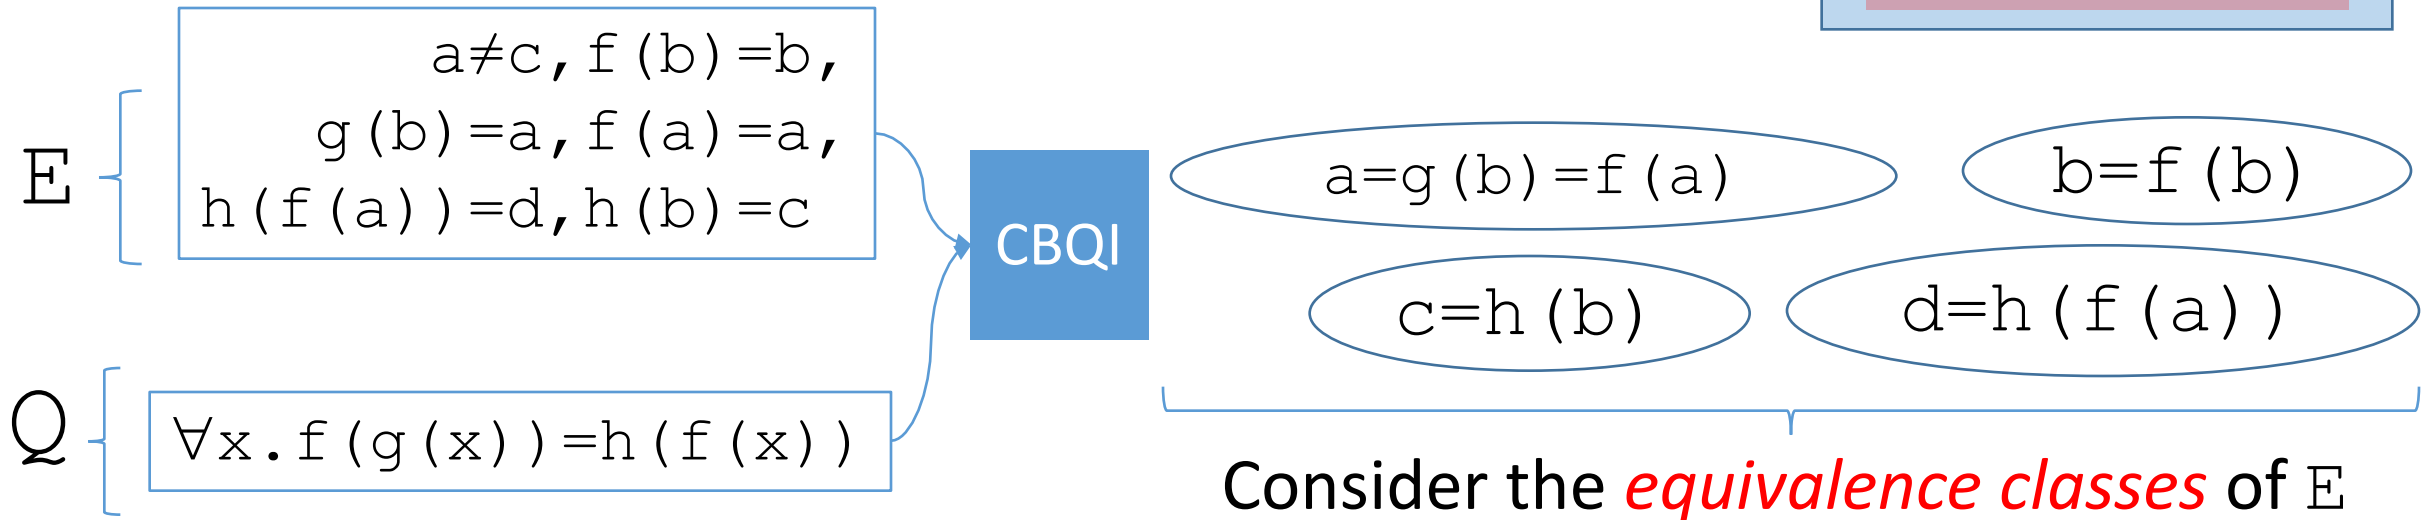 a≠c,f(b)=b,
g(b)=a,f(a)=a,
h(f(a))=d,h(b)=c
E
CBQI
a=g(b)=f(a)
b=f(b)
c=h(b)
d=h(f(a))
Q
∀x.f(g(x))=h(f(x))
Consider the equivalence classes of E